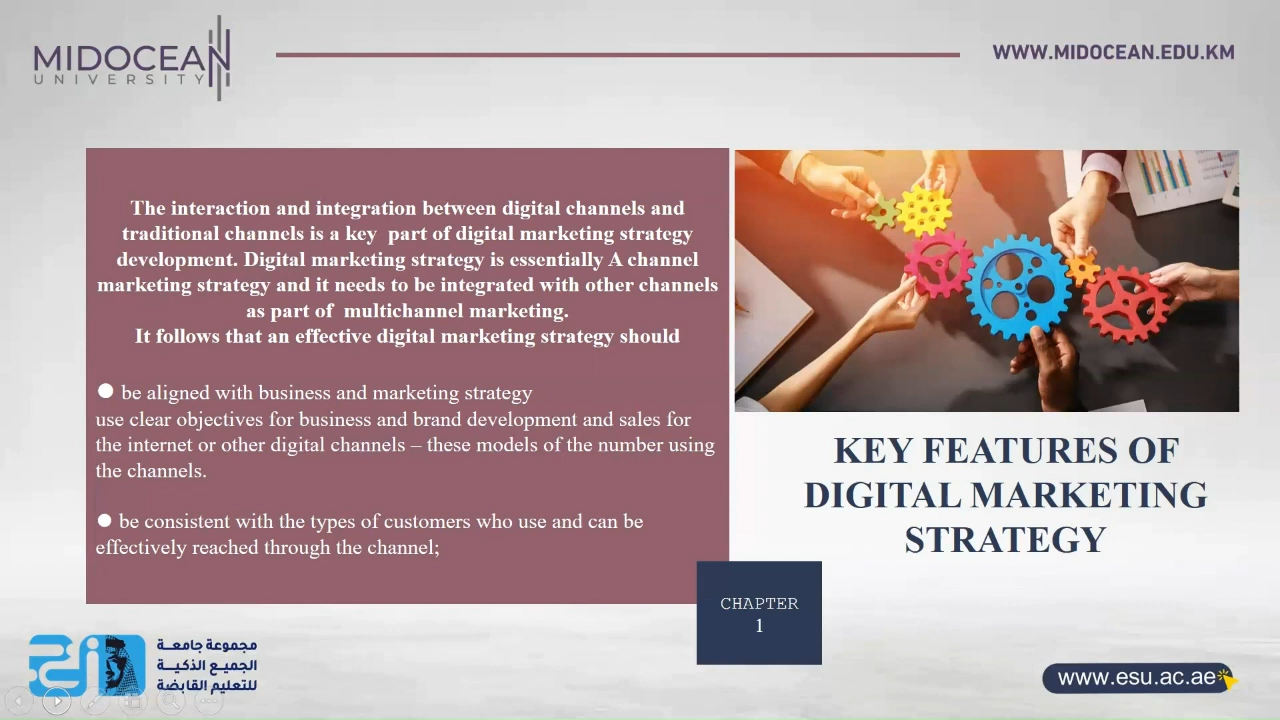 MIDOCEAN
UNIVERSITY
WWW.MIDOCEAN.EDU.KM
The interaction and integration between digital channels and
traditional channels is a key part of digital marketing strategy
development. Digital marketing strategy is essentially A channel
marketing strategy and it needs to be integrated with other channels
as part of multichannel marketing.
It follows that an effective digital marketing strategy should
● be aligned with business and marketing strategy
use clear objectives for business and brand development and sales for
the internet or other digital channels – these models of the number using
the channels.
● be consistent with the types of customers who use and can be
effectively reached through the channel;
KEY FEATURES OF
DIGITAL MARKETING
STRATEGY
CHAPTER
1
مجموعة جامعة
الجميع الذكية
للتعليم القابضة
www.esu.ac.ae